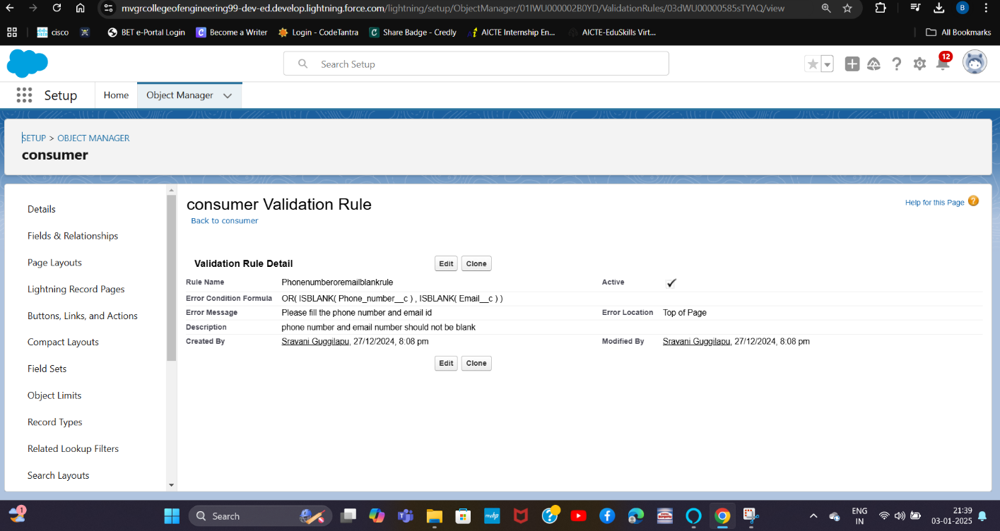 mvgrcollegeofengineering99-dev-ed.develop.lightning.force.com/lightning/setup/ObjectManager/01IWU000002B0YD/ValidationRules/03dWU00000585sTYAQ/view
B
cisco BET e-Portal Login Become a Writer Login - CodeTantra Share Badge - Credly AICTE Internship En... AICTE-EduSkills Virt... All Bookmarks
Search Setup
12
Setup Home Object Manager
SETUP > OBJECT MANAGER
consumer
Details
Fields & Relationships
Page Layouts
Lightning Record Pages
Buttons, Links, and Actions
Compact Layouts
Field Sets
Object Limits
Record Types
Related Lookup Filters
Search Layouts
consumer Validation Rule
Help for this Page ?
Back to consumer
Validation Rule Detail Edit Clone
Rule Name Phonenumberoremailblankrule Active
Error Condition Formula OR( ISBLANK( Phone_number__c ) , ISBLANK( Email__c ) )
Error Message Please fill the phone number and email id Error Location Top of Page
Description phone number and email number should not be blank
Created By Sravani Guggilapu, 27/12/2024, 8:08 pm Modified By Sravani Guggilapu, 27/12/2024, 8:08 pm
Edit Clone
1
Search
myhp
ENG
IN
21:39
03-01-2025